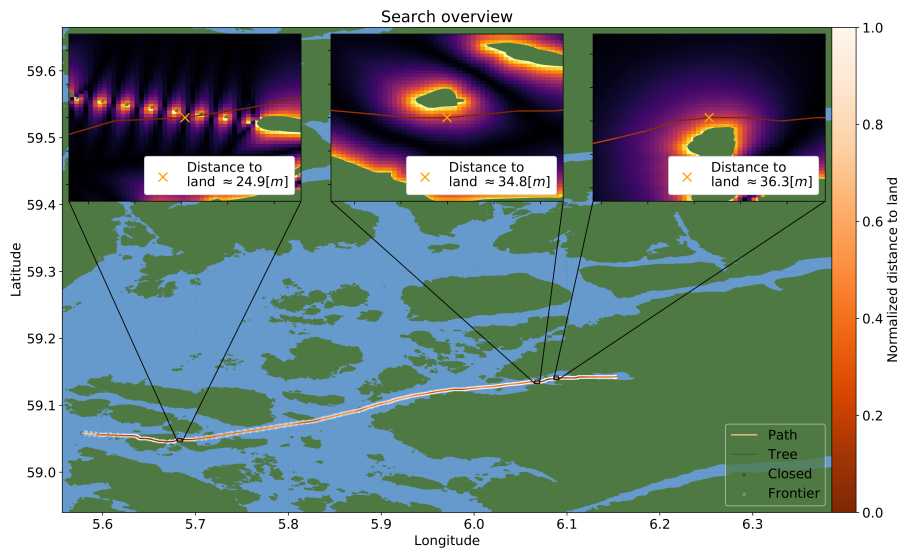 Search overview
1.0
59.6
59.5
59.4
59.3
59.2
59.1
59.0
Latitude
Distance to
land ≈24.9[m]
Distance to
land ≈34.8[m]
Distance to
land ≈36.3[m]
0.8
0.6
0.4
0.2
0.0
Normalized distance to land
Path
Tree
Closed
Frontier
5.6
5.7
5.8
5.9
6.0
6.1
6.2
6.3
Longitude